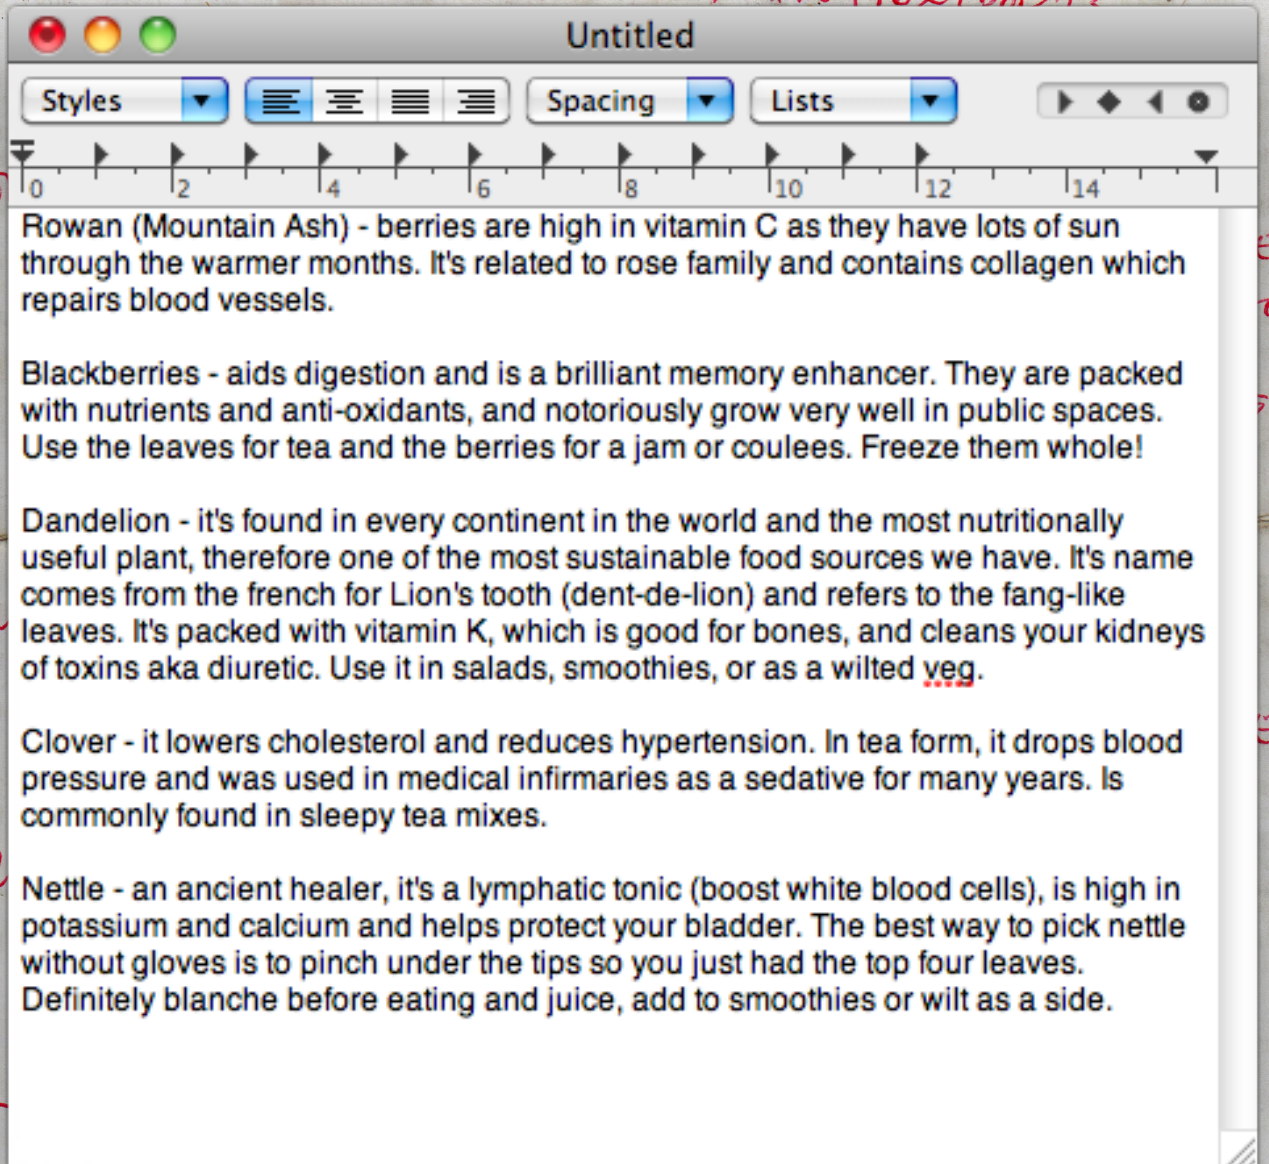 Untitled
Styles Spacing Lists
0 2 4 6 8 10 12 14
Rowan (Mountain Ash) - berries are high in vitamin C as they have lots of sun
through the warmer months. It's related to rose family and contains collagen which
repairs blood vessels.
Blackberries - aids digestion and is a brilliant memory enhancer. They are packed
with nutrients and anti-oxidants, and notoriously grow very well in public spaces.
Use the leaves for tea and the berries for a jam or coulees. Freeze them whole!
Dandelion - it's found in every continent in the world and the most nutritionally
useful plant, therefore one of the most sustainable food sources we have. It's name
comes from the french for Lion's tooth (dent-de-lion) and refers to the fang-like
leaves. It's packed with vitamin K, which is good for bones, and cleans your kidneys
of toxins aka diuretic. Use it in salads, smoothies, or as a wilted veg.
Clover - it lowers cholesterol and reduces hypertension. In tea form, it drops blood
pressure and was used in medical infirmaries as a sedative for many years. Is
commonly found in sleepy tea mixes.
Nettle - an ancient healer, it's a lymphatic tonic (boost white blood cells), is high in
potassium and calcium and helps protect your bladder. The best way to pick nettle
without gloves is to pinch under the tips so you just had the top four leaves.
Definitely blanche before eating and juice, add to smoothies or wilt as a side.